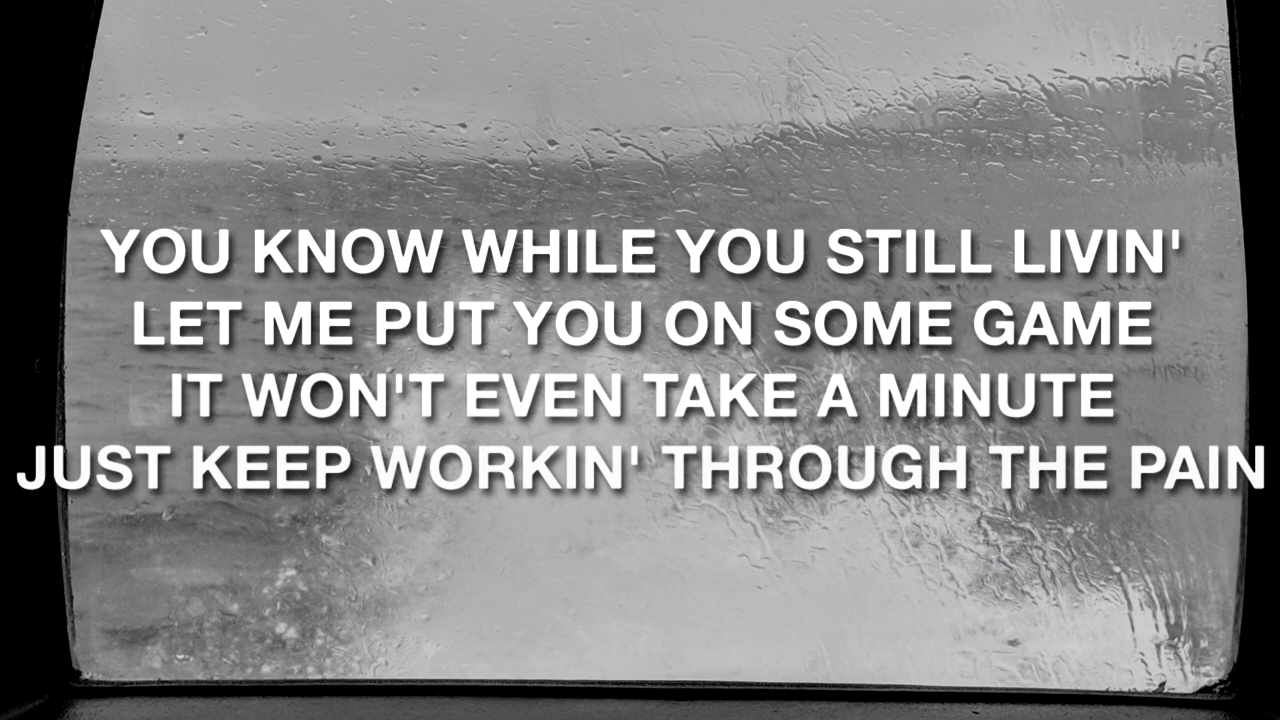 YOU KNOW WHILE YOU STILL LIVIN'
LET ME PUT YOU ON SOME GAME
IT WON'T EVEN TAKE A MINUTE
JUST KEEP WORKIN' THROUGH THE PAIN